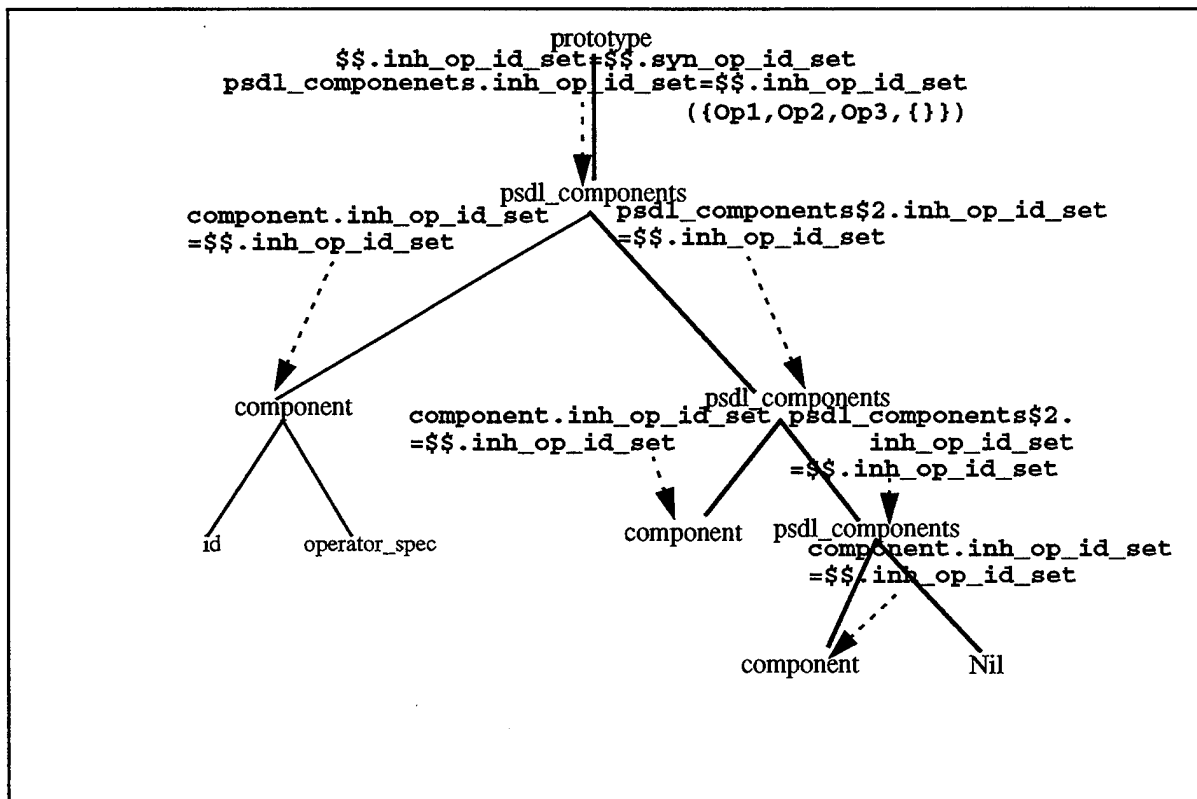 prototype
$$.inh_op_id_set=$$.syn_op_id_set
psdl_componenets.inh_op_id_set=$$.inh_op_id_set
({Op1,Op2,Op3,{}})
psdl_components
component.inh_op_id_set
=$$.inh_op_id_set
psdl_components$2.inh_op_id_set
=$$.inh_op_id_set
component
psdl_components
component.inh_op_id_set
=$$.inh_op_id_set
psdl_components$2.
inh_op_id_set
=$$.inh_op_id_set
id
operator_spec
component
psdl_components
component.inh_op_id_set
=$$.inh_op_id_set
component
Nil